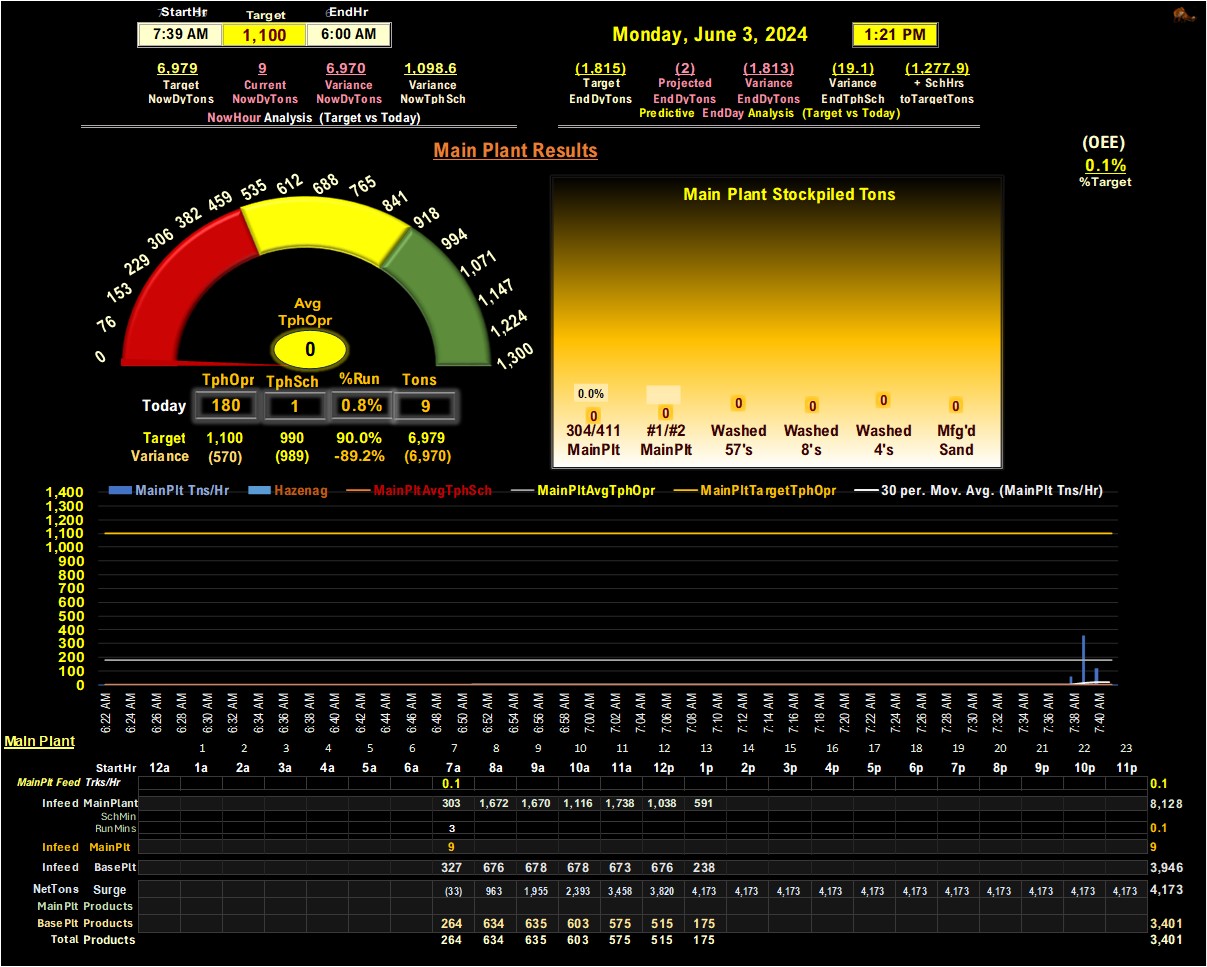 StartHr Target EndHr
7:39 AM 1,100 6:00 AM
Monday, June 3, 2024 1:21 PM
6,979 9 6,970 1,098.6
Target Current Variance Variance
NowDyTons NowDyTons NowDyTons NowTphSch
NowHour Analysis (Target vs Today)
(1,815) (2) (1,813) (19.1) (1,277.9)
Target Projected Variance Variance + SchHrs
EndDyTons EndDyTons EndDyTons EndTphSch toTargetTons
Predictive EndDay Analysis (Target vs Today)
Main Plant Results
(OEE)
0.1%
%Target
0 76 153 229 306 382 459 535 612 688 765 841 918 994 1,071 1,147 1,224 1,300
Avg
TphOpr
0
TphOpr TphSch %Run Tons
Today 180 1 0.8% 9
Target 1,100 990 90.0% 6,979
Variance (570) (989) -89.2% (6,970)
Main Plant Stockpiled Tons
0.0%
0 0 0 0 0 0
304/411 #1/#2 Washed Washed Washed Mfg'd
MainPlt MainPlt 57's 8's 4's Sand
MainPlt Tns/Hr Hazenag MainPltAvgTphSch MainPltAvgTphOpr MainPltTargetTphOpr 30 per. Mov. Avg. (MainPlt Tns/Hr)
1,400
1,300
1,100
1,000
900
800
700
600
500
400
300
200
100
0
6:22 AM 6:24 AM 6:26 AM 6:28 AM 6:30 AM 6:32 AM 6:34 AM 6:36 AM 6:38 AM 6:40 AM 6:42 AM 6:44 AM 6:46 AM 6:48 AM 6:50 AM 6:52 AM 6:54 AM 6:56 AM 6:58 AM 7:00 AM 7:02 AM 7:04 AM 7:06 AM 7:08 AM 7:10 AM 7:12 AM 7:14 AM 7:16 AM 7:18 AM 7:20 AM 7:22 AM 7:24 AM 7:26 AM 7:28 AM 7:30 AM 7:32 AM 7:34 AM 7:36 AM 7:38 AM 7:40 AM
Main Plant
1 2 3 4 5 6 7 8 9 10 11 12 13 14 15 16 17 18 19 20 21 22 23
StartHr 12a 1a 2a 3a 4a 5a 6a 7a 8a 9a 10a 11a 12p 1p 2p 3p 4p 5p 6p 7p 8p 9p 10p 11p
MainPlt Feed Trks/Hr 0.1 0.1
Infeed MainPlant 303 1,672 1,670 1,116 1,738 1,038 591 8,128
SchMin
RunMins 3 0.1
Infeed MainPlt 9 9
Infeed BasePlt 327 676 678 678 673 676 238 3,946
NetTons Surge (33) 963 1,955 2,393 3,458 3,820 4,173 4,173 4,173 4,173 4,173 4,173 4,173 4,173 4,173 4,173 4,173 4,173
MainPlt Products
BasePlt Products 264 634 635 603 575 515 175 3,401
Total Products 264 634 635 603 575 515 175 3,401